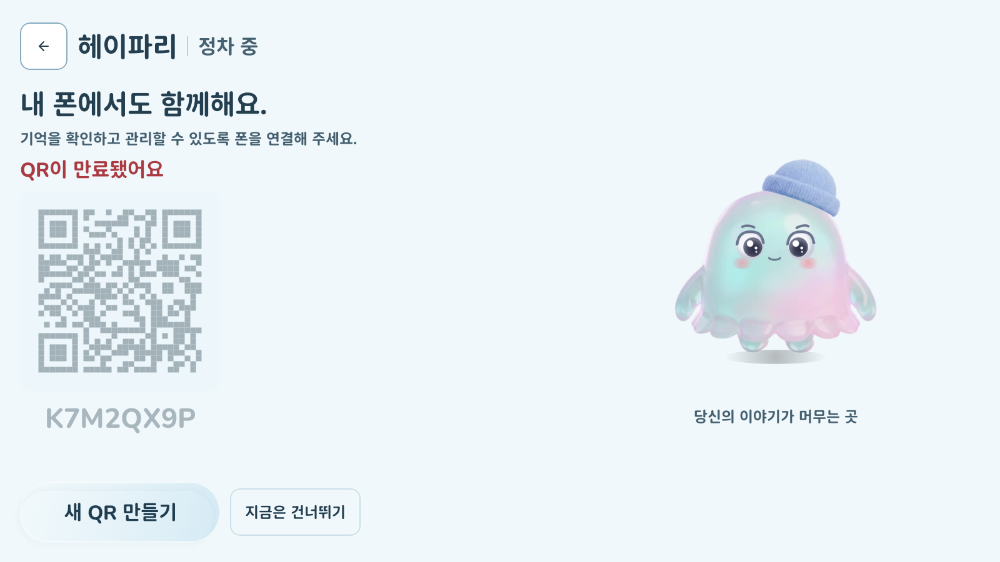 헤이파리
정차 중
내 폰에서도 함께해요.
기억을 확인하고 관리할 수 있도록 폰을 연결해 주세요.
QR이 만료됐어요
K7M2QX9P
당신의 이야기가 머무는 곳
새 QR 만들기
지금은 건너뛰기